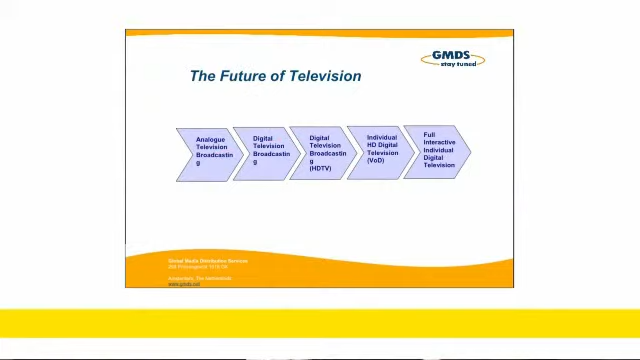 GMDS
stay tuned
The Future of Television
Analogue
Television
Broadcastin
g
Digital
Television
Broadcastin
g
Digital
Television
Broadcastin
g
(HDTV)
Individual
HD Digital
Television
(VoD)
Full
Interactive
Individual
Digital
Television
Global Media Distribution Services
Amsterdam, The Netherlands
www.gmds.net